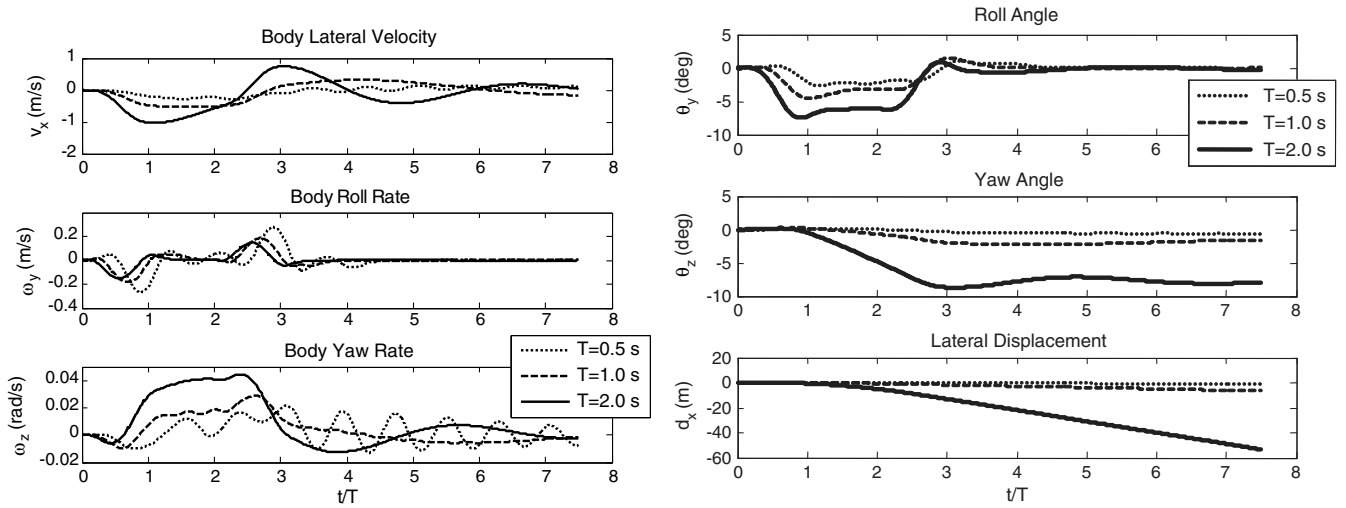 Body Lateral Velocity
1
0
-1
-2
v_x (m/s)
0 1 2 3 4 5 6 7 8
Body Roll Rate
0.2
0
-0.2
-0.4
ω_y (m/s)
0 1 2 3 4 5 6 7 8
Body Yaw Rate
0.04
0.02
0
-0.02
ω_z (rad/s)
T=0.5 s
T=1.0 s
T=2.0 s
0 1 2 3 4 5 6 7 8
t/T
Roll Angle
5
0
-5
-10
θ_y (deg)
T=0.5 s
T=1.0 s
T=2.0 s
0 1 2 3 4 5 6 7 8
Yaw Angle
5
0
-5
-10
θ_z (deg)
0 1 2 3 4 5 6 7 8
Lateral Displacement
20
0
-20
-40
-60
d_x (m)
0 1 2 3 4 5 6 7 8
t/T